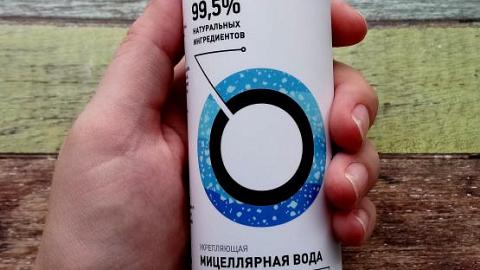 99,5%
НАТУРАЛЬНЫХ
ИНГРЕДИЕНТОВ
УКРЕПЛЯЮЩАЯ
МИЦЕЛЛЯРНАЯ ВОДА